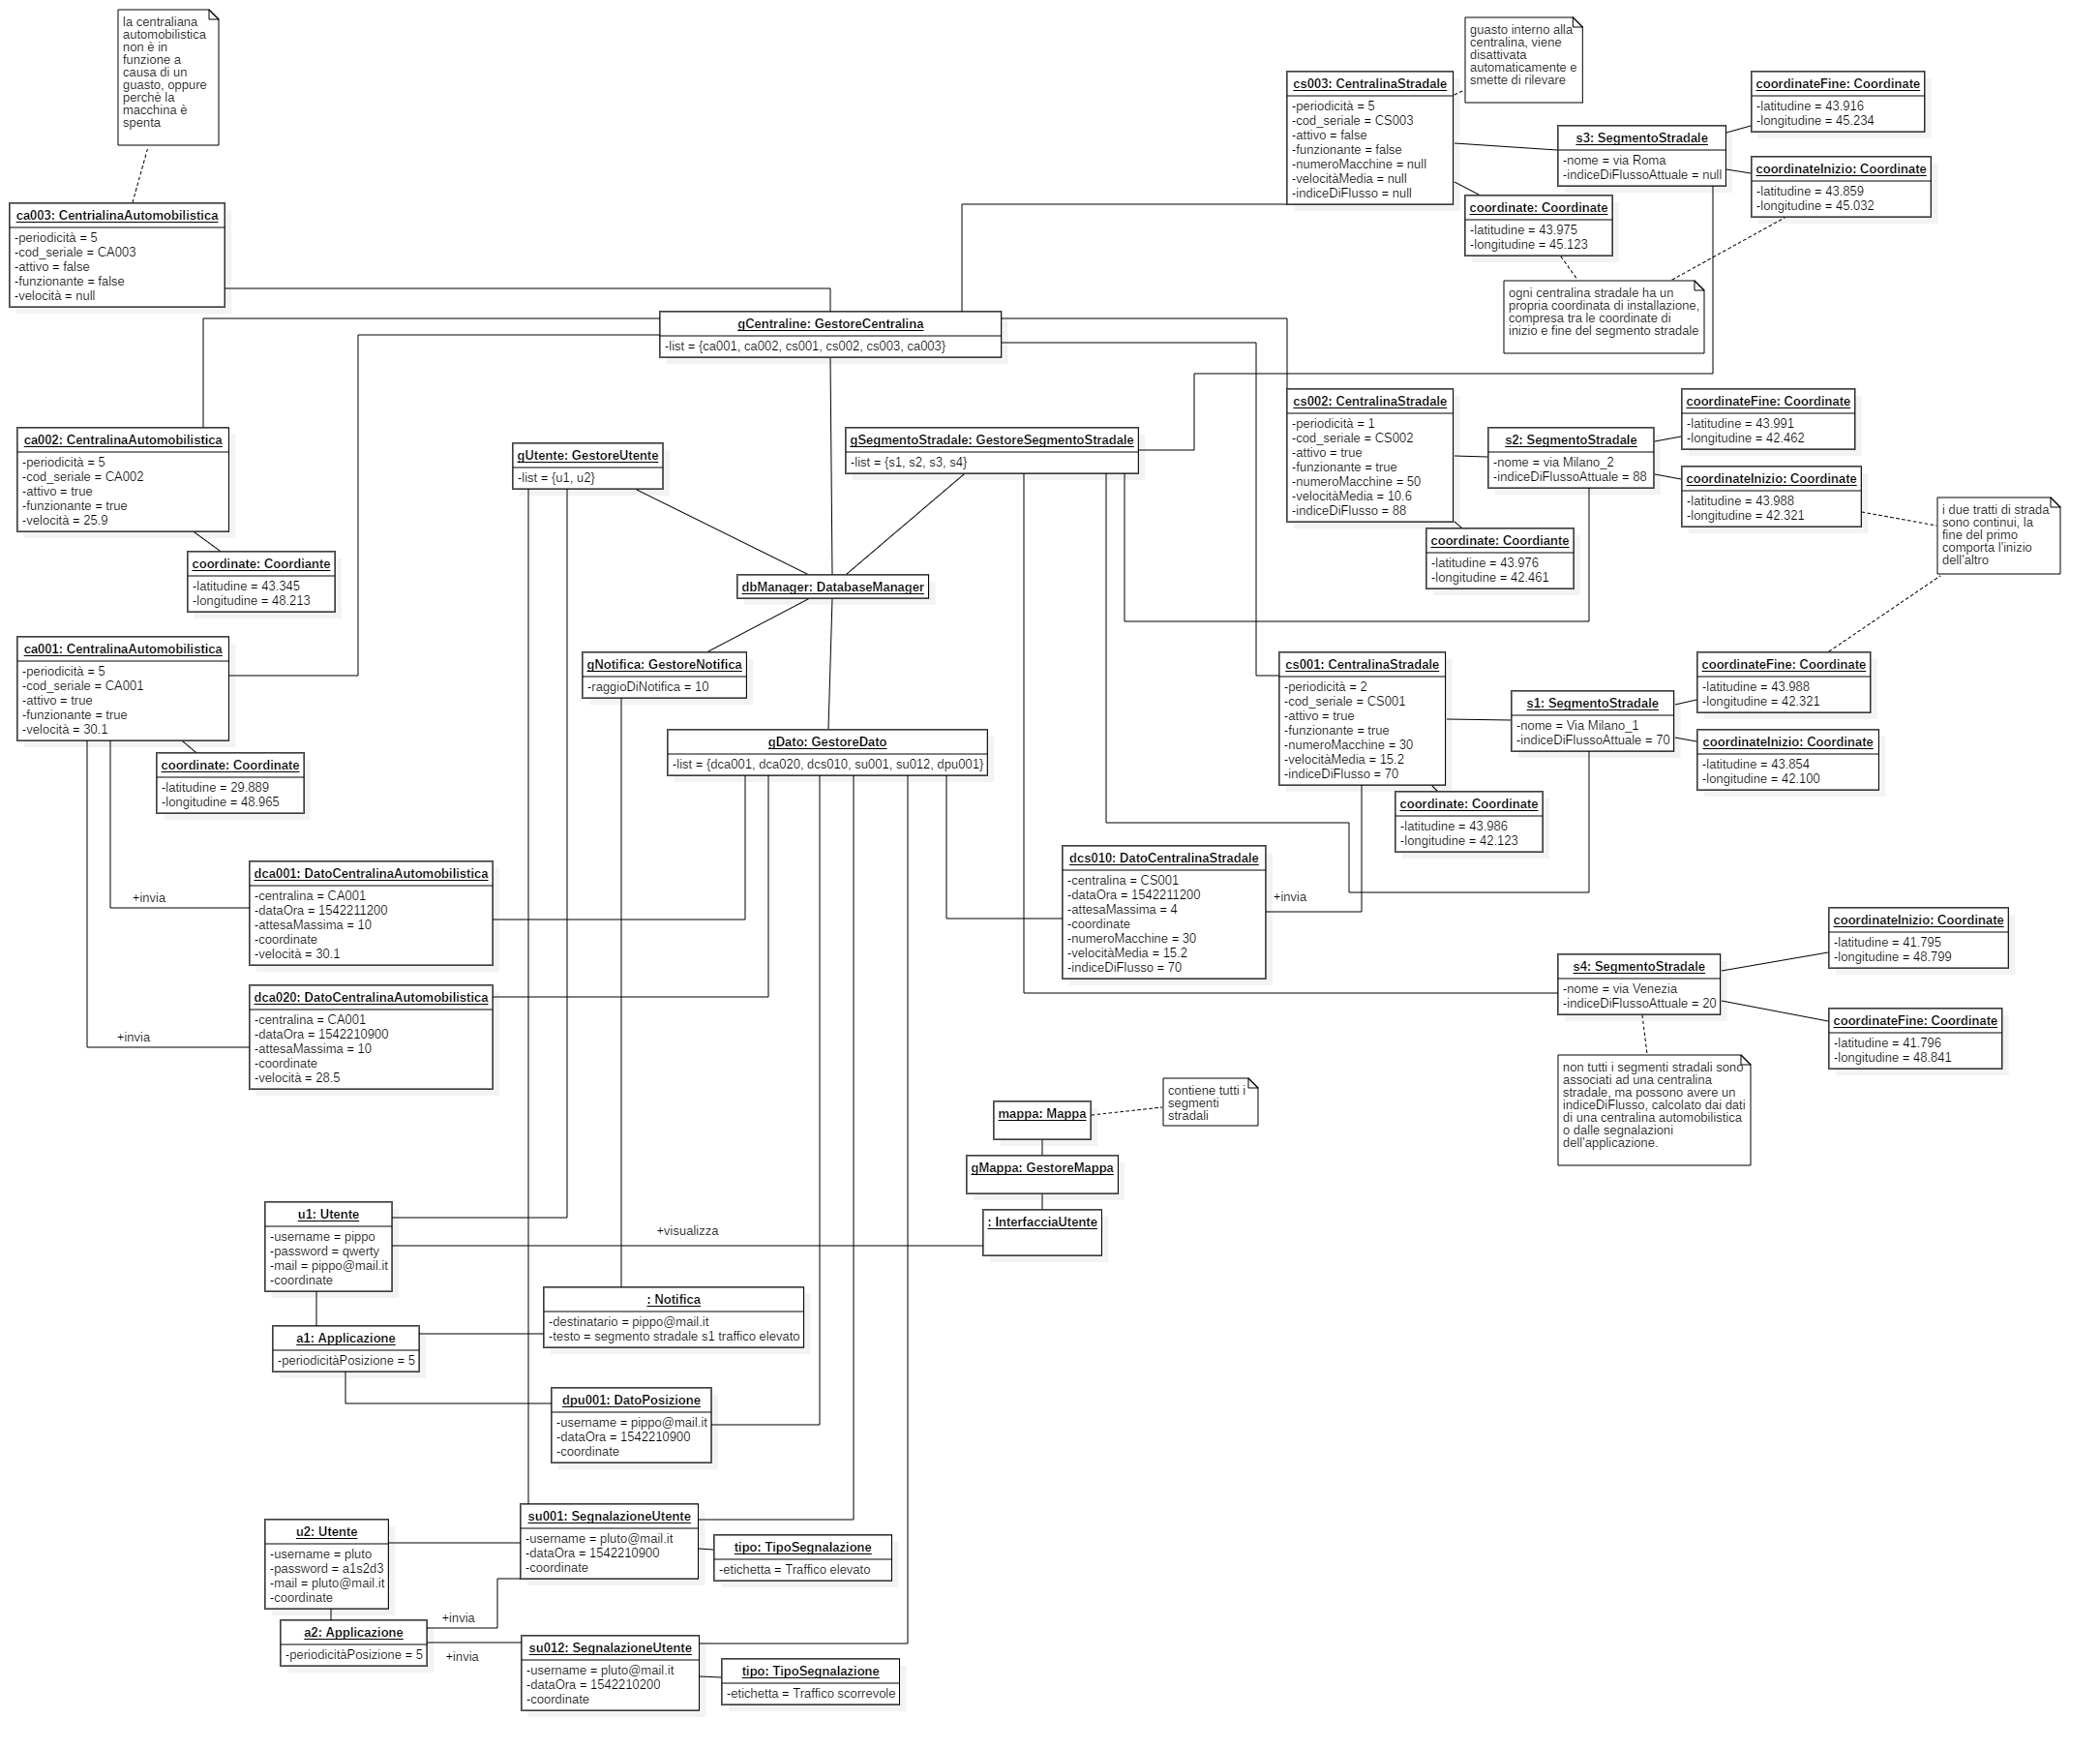 la centraliana
automobilistica
non è in
funzione a
causa di un
guasto, oppure
perchè la
macchina è
spenta
guasto interno alla
centralina, viene
disattivata
automaticamente e
smette di rilevare
cs003: CentralinaStradale
-periodicità = 5
-cod_seriale = CS003
-attivo = false
-funzionante = false
-numeroMacchine = null
-velocitàMedia = null
-indiceDiFlusso = null
coordinateFine: Coordinate
-latitudine = 43.916
-longitudine = 45.234
s3: SegmentoStradale
-nome = via Roma
-indiceDiFlussoAttuale = null
coordinateInizio: Coordinate
-latitudine = 43.859
-longitudine = 45.032
coordinate: Coordinate
-latitudine = 43.975
-longitudine = 45.123
ogni centralina stradale ha un
propria coordinata di installazione,
compresa tra le coordinate di
inizio e fine del segmento stradale
ca003: CentrialinaAutomobilistica
-periodicità = 5
-cod_seriale = CA003
-attivo = false
-funzionante = false
-velocità = null
gCentraline: GestoreCentralina
-list = {ca001, ca002, cs001, cs002, cs003, ca003}
ca002: CentralinaAutomobilistica
-periodicità = 5
-cod_seriale = CA002
-attivo = true
-funzionante = true
-velocità = 25.9
coordinate: Coordiante
-latitudine = 43.345
-longitudine = 48.213
gUtente: GestoreUtente
-list = {u1, u2}
gSegmentoStradale: GestoreSegmentoStradale
-list = {s1, s2, s3, s4}
cs002: CentralinaStradale
-periodicità = 1
-cod_seriale = CS002
-attivo = true
-funzionante = true
-numeroMacchine = 50
-velocitàMedia = 10.6
-indiceDiFlusso = 88
s2: SegmentoStradale
-nome = via Milano_2
-indiceDiFlussoAttuale = 88
coordinateFine: Coordinate
-latitudine = 43.991
-longitudine = 42.462
coordinateInizio: Coordinate
-latitudine = 43.988
-longitudine = 42.321
coordinate: Coordiante
-latitudine = 43.976
-longitudine = 42.461
i due tratti di strada
sono continui, la
fine del primo
comporta l'inizio
dell'altro
dbManager: DatabaseManager
ca001: CentralinaAutomobilistica
-periodicità = 5
-cod_seriale = CA001
-attivo = true
-funzionante = true
-velocità = 30.1
coordinate: Coordinate
-latitudine = 29.889
-longitudine = 48.965
gNotifica: GestoreNotifica
-raggioDiNotifica = 10
gDato: GestoreDato
-list = {dca001, dca020, dcs010, su001, su012, dpu001}
cs001: CentralinaStradale
-periodicità = 2
-cod_seriale = CS001
-attivo = true
-funzionante = true
-numeroMacchine = 30
-velocitàMedia = 15.2
-indiceDiFlusso = 70
s1: SegmentoStradale
-nome = Via Milano_1
-indiceDiFlussoAttuale = 70
coordinateFine: Coordinate
-latitudine = 43.988
-longitudine = 42.321
coordinateInizio: Coordinate
-latitudine = 43.854
-longitudine = 42.100
coordinate: Coordinate
-latitudine = 43.986
-longitudine = 42.123
dca001: DatoCentralinaAutomobilistica
-centralina = CA001
-dataOra = 1542211200
-attesaMassima = 10
-coordinate
-velocità = 30.1
+invia
dca020: DatoCentralinaAutomobilistica
-centralina = CA001
-dataOra = 1542210900
-attesaMassima = 10
-coordinate
-velocità = 28.5
+invia
dcs010: DatoCentralinaStradale
-centralina = CS001
-dataOra = 1542211200
-attesaMassima = 4
-coordinate
-numeroMacchine = 30
-velocitàMedia = 15.2
-indiceDiFlusso = 70
+invia
s4: SegmentoStradale
-nome = via Venezia
-indiceDiFlussoAttuale = 20
coordinateInizio: Coordinate
-latitudine = 41.795
-longitudine = 48.799
coordinateFine: Coordinate
-latitudine = 41.796
-longitudine = 48.841
non tutti i segmenti stradali sono
associati ad una centralina
stradale, ma possono avere un
indiceDiFlusso, calcolato dai dati
di una centralina automobilistica
o dalle segnalazioni
dell'applicazione.
contiene tutti i
segmenti
stradali
mappa: Mappa
gMappa: GestoreMappa
: InterfacciaUtente
+visualizza
u1: Utente
-username = pippo
-password = qwerty
-mail = pippo@mail.it
-coordinate
: Notifica
-destinatario = pippo@mail.it
-testo = segmento stradale s1 traffico elevato
a1: Applicazione
-periodicitàPosizione = 5
dpu001: DatoPosizione
-username = pippo@mail.it
-dataOra = 1542210900
-coordinate
su001: SegnalazioneUtente
-username = pluto@mail.it
-dataOra = 1542210900
-coordinate
tipo: TipoSegnalazione
-etichetta = Traffico elevato
u2: Utente
-username = pluto
-password = a1s2d3
-mail = pluto@mail.it
-coordinate
+invia
a2: Applicazione
-periodicitàPosizione = 5
+invia
su012: SegnalazioneUtente
-username = pluto@mail.it
-dataOra = 1542210200
-coordinate
tipo: TipoSegnalazione
-etichetta = Traffico scorrevole